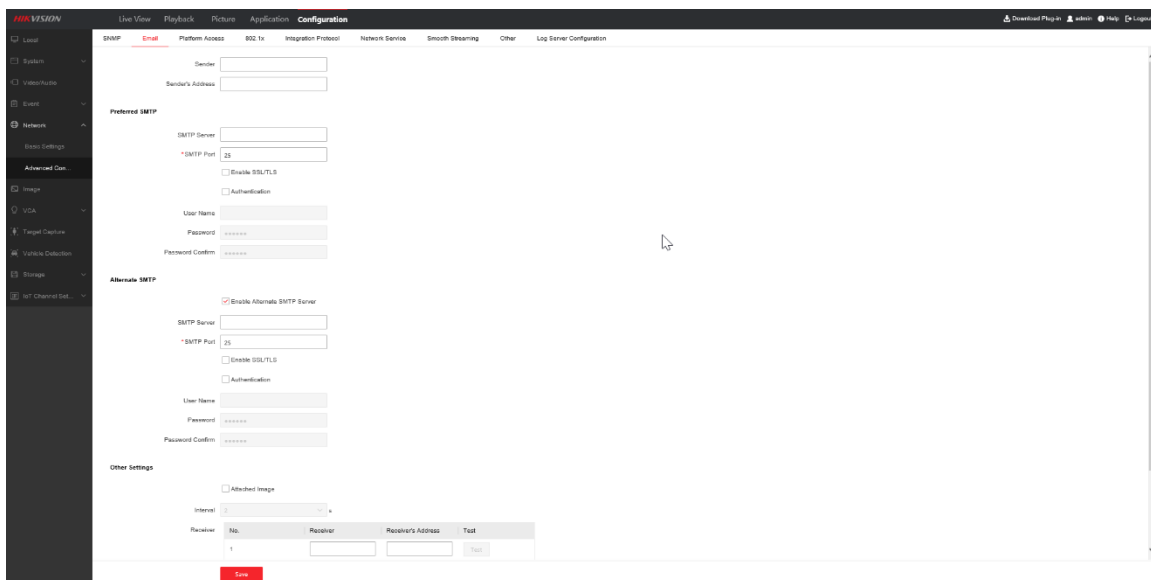 HIKVISION Live View Playback Picture Application Configuration Download Plug-in admin Help Logout
Local
System
Video/Audio
Event
Network
Basic Settings
Advanced Con...
Image
VCA
Target Capture
Vehicle Detection
Storage
IoT Channel Set...
SNMP Email Platform Access 802.1x Integration Protocol Network Service Smooth Streaming Other Log Server Configuration
Sender
Sender's Address
Preferred SMTP
SMTP Server
*SMTP Port 25
Enable SSL/TLS
Authentication
User Name
Password ●●●●●●
Password Confirm ●●●●●●
Alternate SMTP
Enable Alternate SMTP Server
SMTP Server
*SMTP Port 25
Enable SSL/TLS
Authentication
User Name
Password ●●●●●●
Password Confirm ●●●●●●
Other Settings
Attached Image
Interval 2 s
Receiver No. Receiver Receiver's Address Test
1 Test
Save